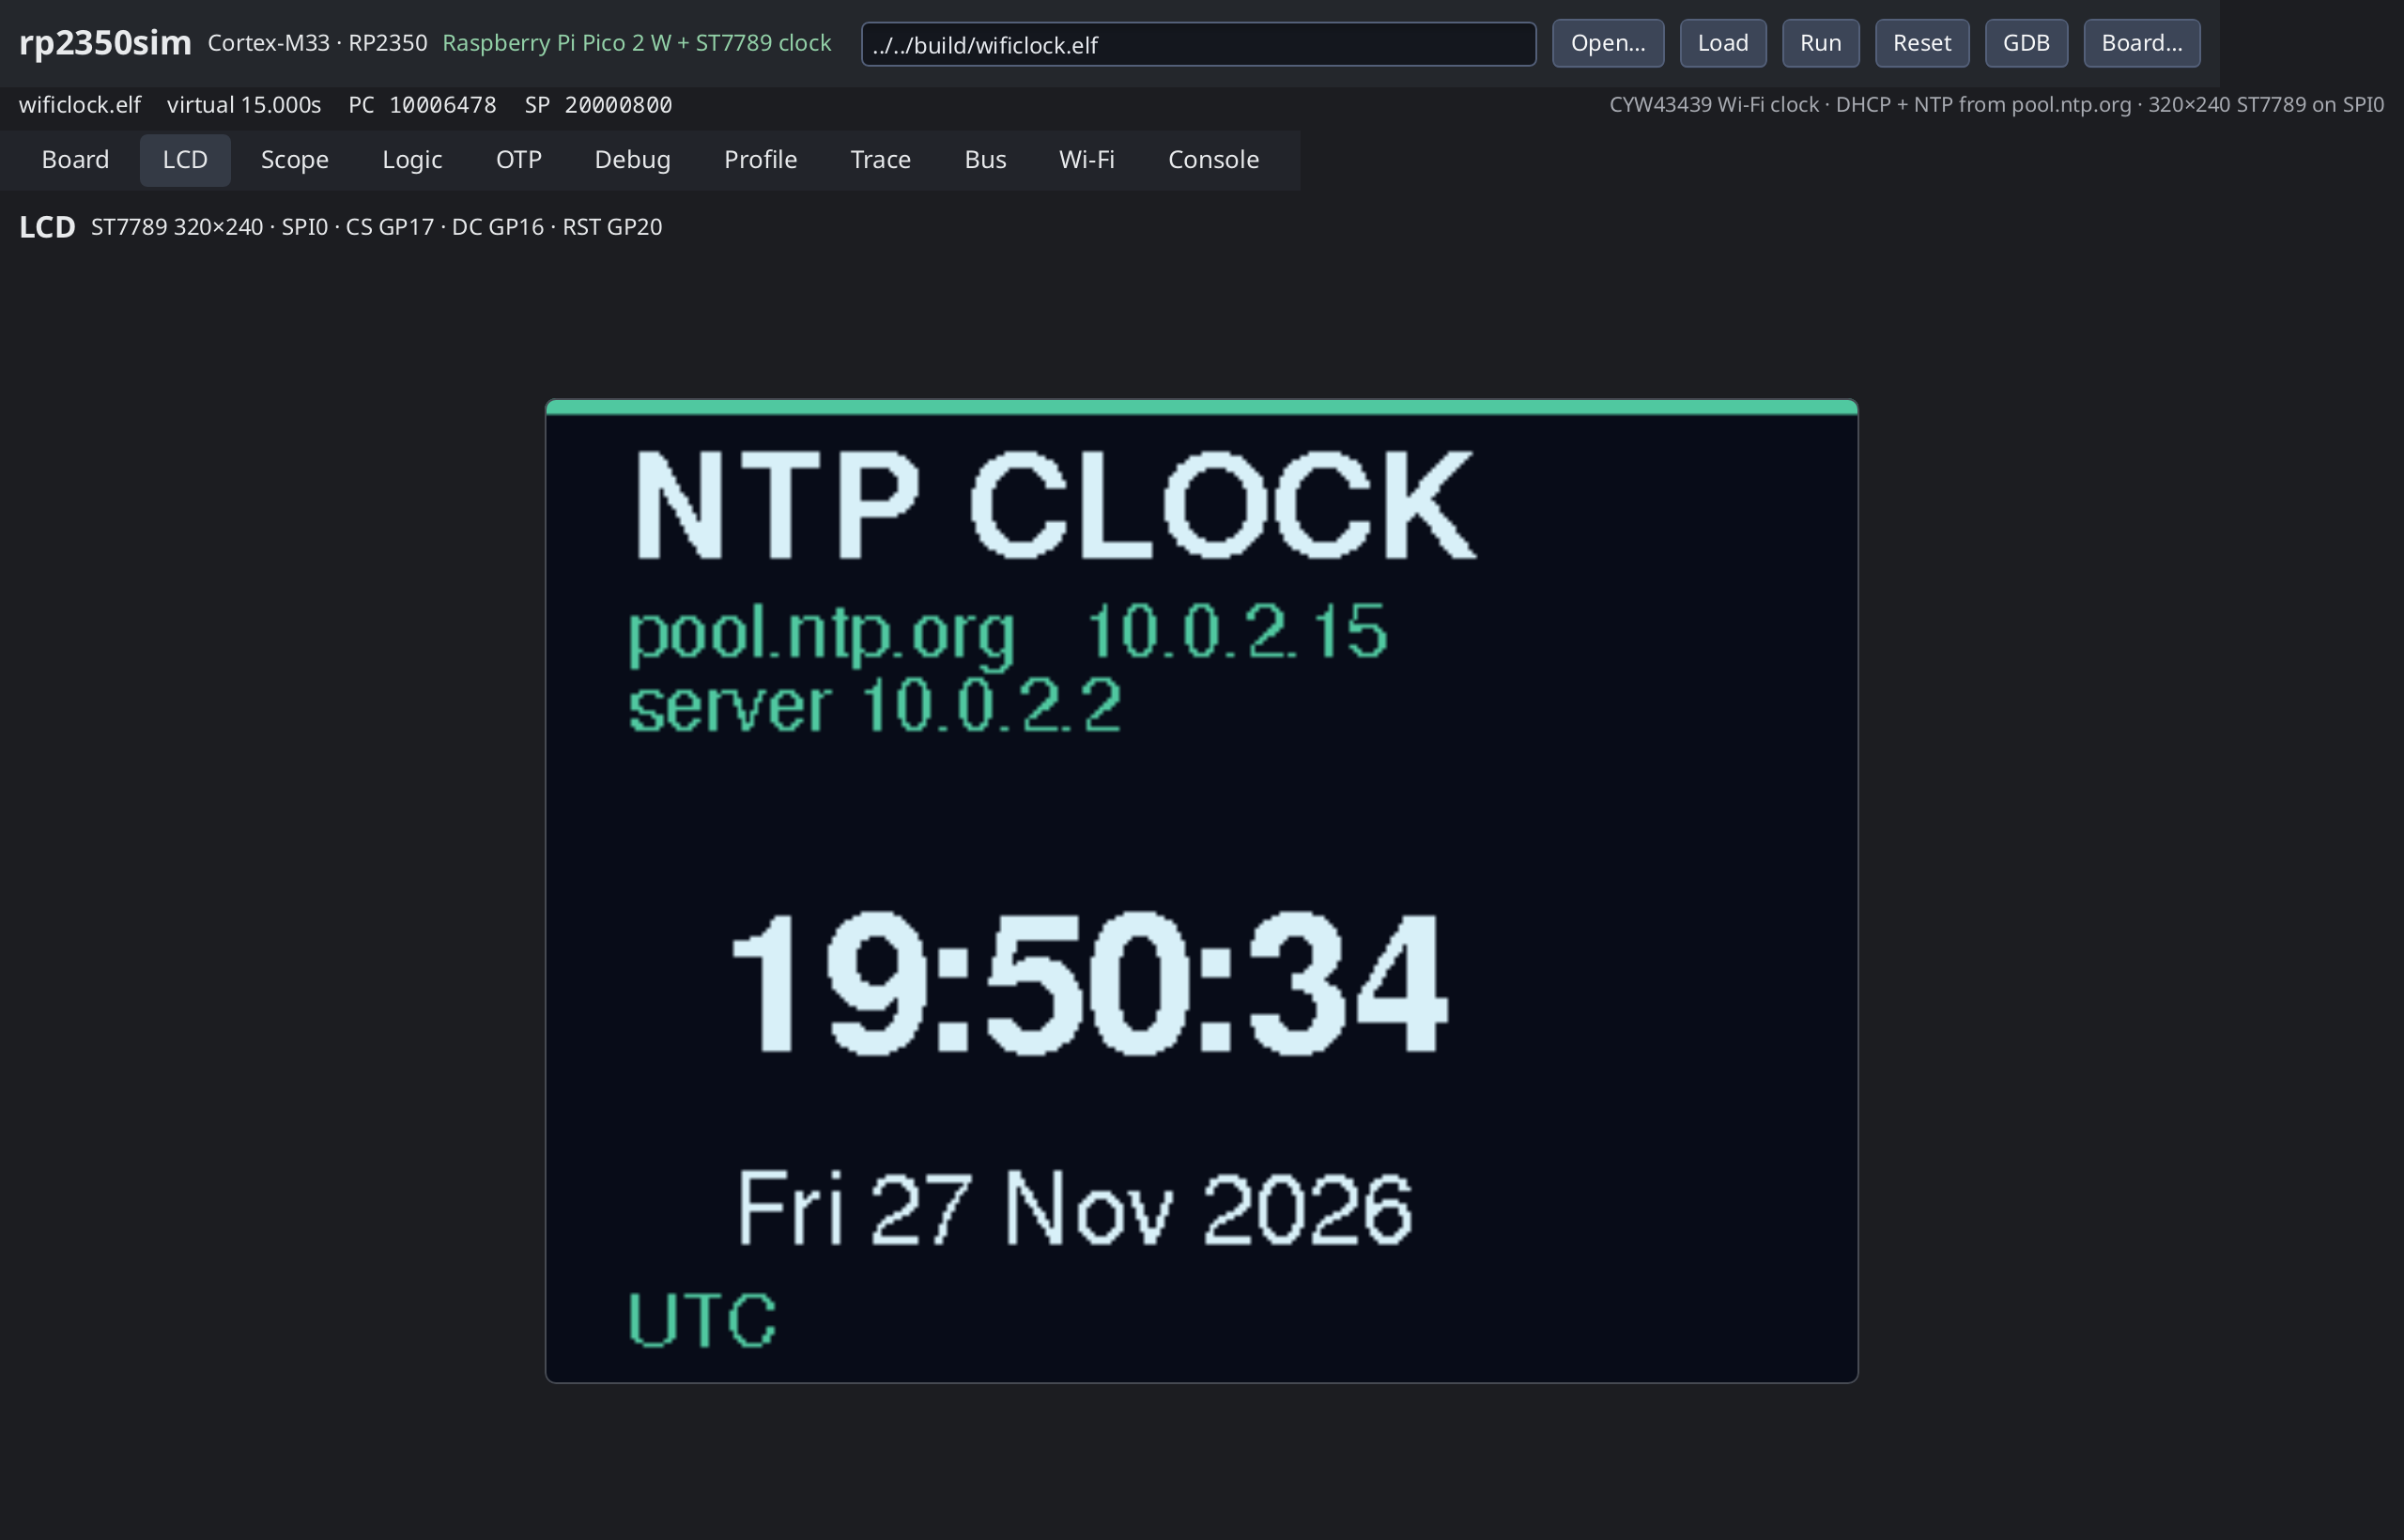 rp2350sim Cortex-M33 · RP2350 Raspberry Pi Pico 2 W + ST7789 clock ../../build/wificlock.elf Open... Load Run Reset GDB Board...
wificlock.elf virtual 15.000s PC 10006478 SP 20000800 CYW43439 Wi-Fi clock · DHCP + NTP from pool.ntp.org · 320×240 ST7789 on SPI0
Board LCD Scope Logic OTP Debug Profile Trace Bus Wi-Fi Console
LCD ST7789 320×240 · SPI0 · CS GP17 · DC GP16 · RST GP20
NTP CLOCK
pool.ntp.org 10.0.2.15
server 10.0.2.2
19:50:34
Fri 27 Nov 2026
UTC